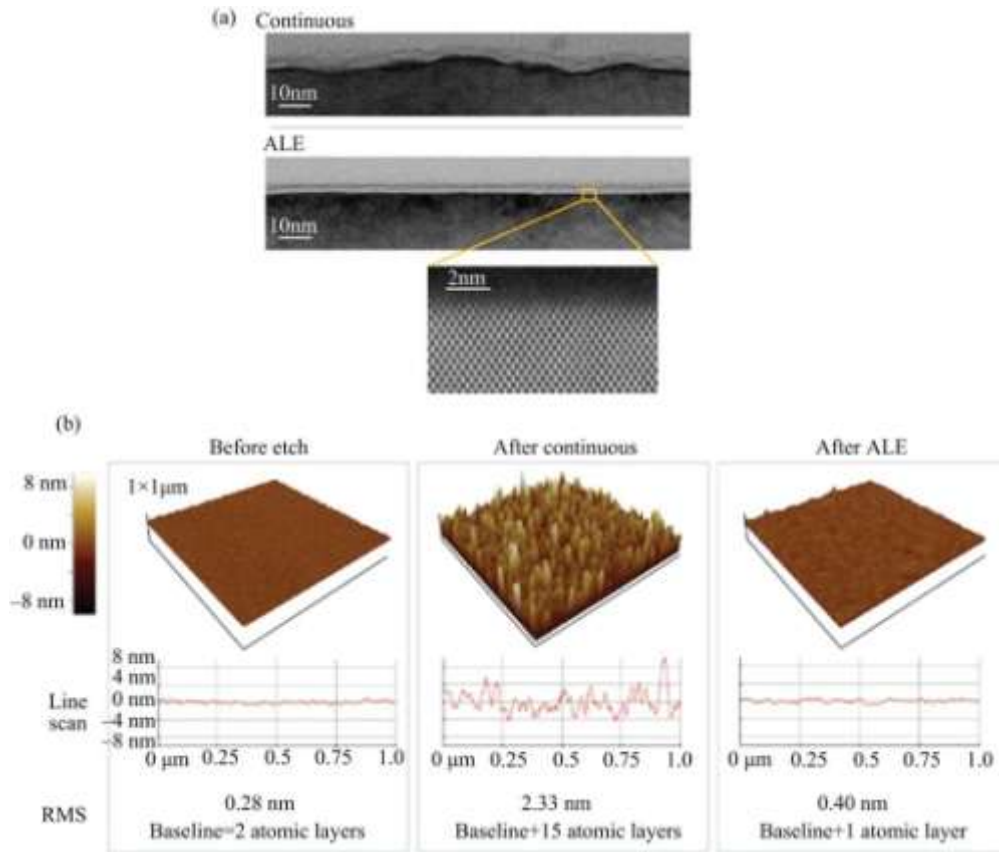 (a) Continuous
10nm
ALE
10nm
2nm
(b)
Before etch
After continuous
After ALE
8 nm
0 nm
–8 nm
1×1μm
8 nm
4 nm
0 nm
–4 nm
–8 nm
Line
scan
0 μm 0.25 0.5 0.75 1.0
0 μm 0.25 0.5 0.75 1.0
0 μm 0.25 0.5 0.75 1.0
RMS
0.28 nm
Baseline=2 atomic layers
2.33 nm
Baseline+15 atomic layers
0.40 nm
Baseline+1 atomic layer